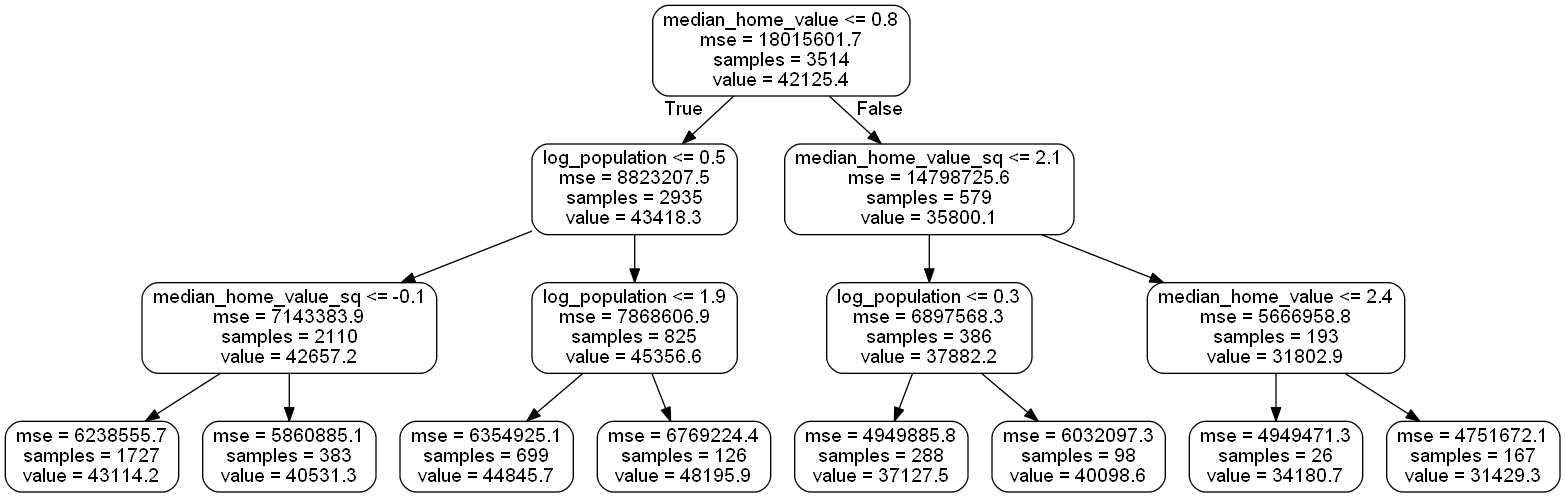 median_home_value <= 0.8
mse = 18015601.7
samples = 3514
value = 42125.4
True
False
log_population <= 0.5
mse = 8823207.5
samples = 2935
value = 43418.3
median_home_value_sq <= 2.1
mse = 14798725.6
samples = 579
value = 35800.1
median_home_value_sq <= -0.1
mse = 7143383.9
samples = 2110
value = 42657.2
log_population <= 1.9
mse = 7868606.9
samples = 825
value = 45356.6
log_population <= 0.3
mse = 6897568.3
samples = 386
value = 37882.2
median_home_value <= 2.4
mse = 5666958.8
samples = 193
value = 31802.9
mse = 6238555.7
samples = 1727
value = 43114.2
mse = 5860885.1
samples = 383
value = 40531.3
mse = 6354925.1
samples = 699
value = 44845.7
mse = 6769224.4
samples = 126
value = 48195.9
mse = 4949885.8
samples = 288
value = 37127.5
mse = 6032097.3
samples = 98
value = 40098.6
mse = 4949471.3
samples = 26
value = 34180.7
mse = 4751672.1
samples = 167
value = 31429.3